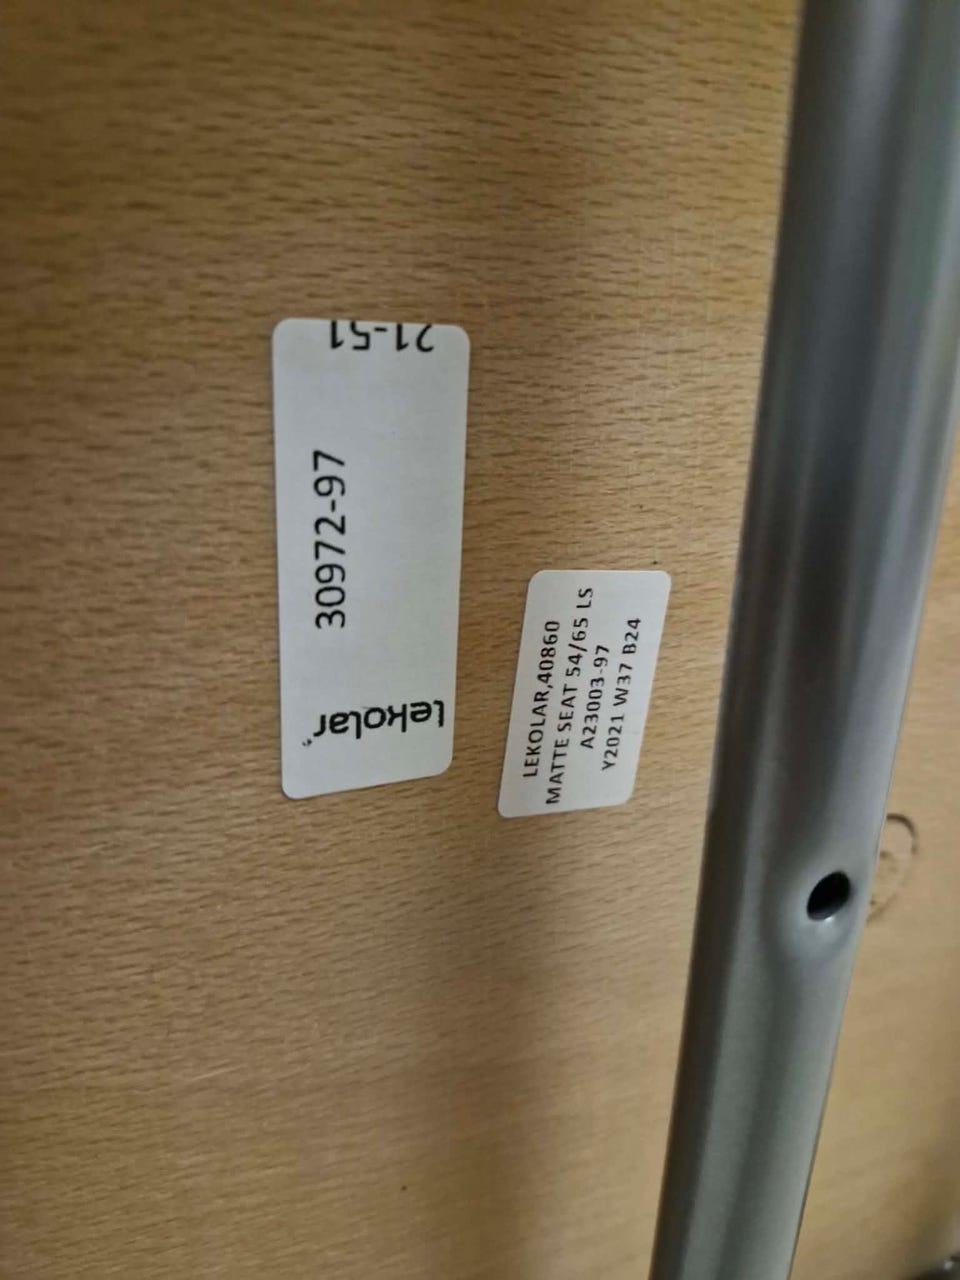 21-51
30972-97
lekolar
LEKOLAR,40860
MATTE SEAT 54/65 LS
A23003-97
Y2021 W37 B24